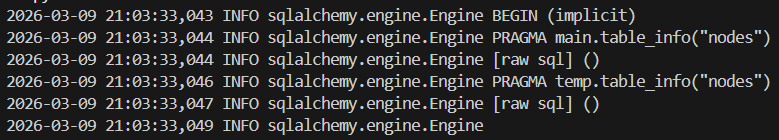 2026-03-09 21:03:33,043 INFO sqlalchemy.engine.Engine BEGIN (implicit)
2026-03-09 21:03:33,044 INFO sqlalchemy.engine.Engine PRAGMA main.table_info("nodes")
2026-03-09 21:03:33,044 INFO sqlalchemy.engine.Engine [raw sql] ()
2026-03-09 21:03:33,046 INFO sqlalchemy.engine.Engine PRAGMA temp.table_info("nodes")
2026-03-09 21:03:33,047 INFO sqlalchemy.engine.Engine [raw sql] ()
2026-03-09 21:03:33,049 INFO sqlalchemy.engine.Engine